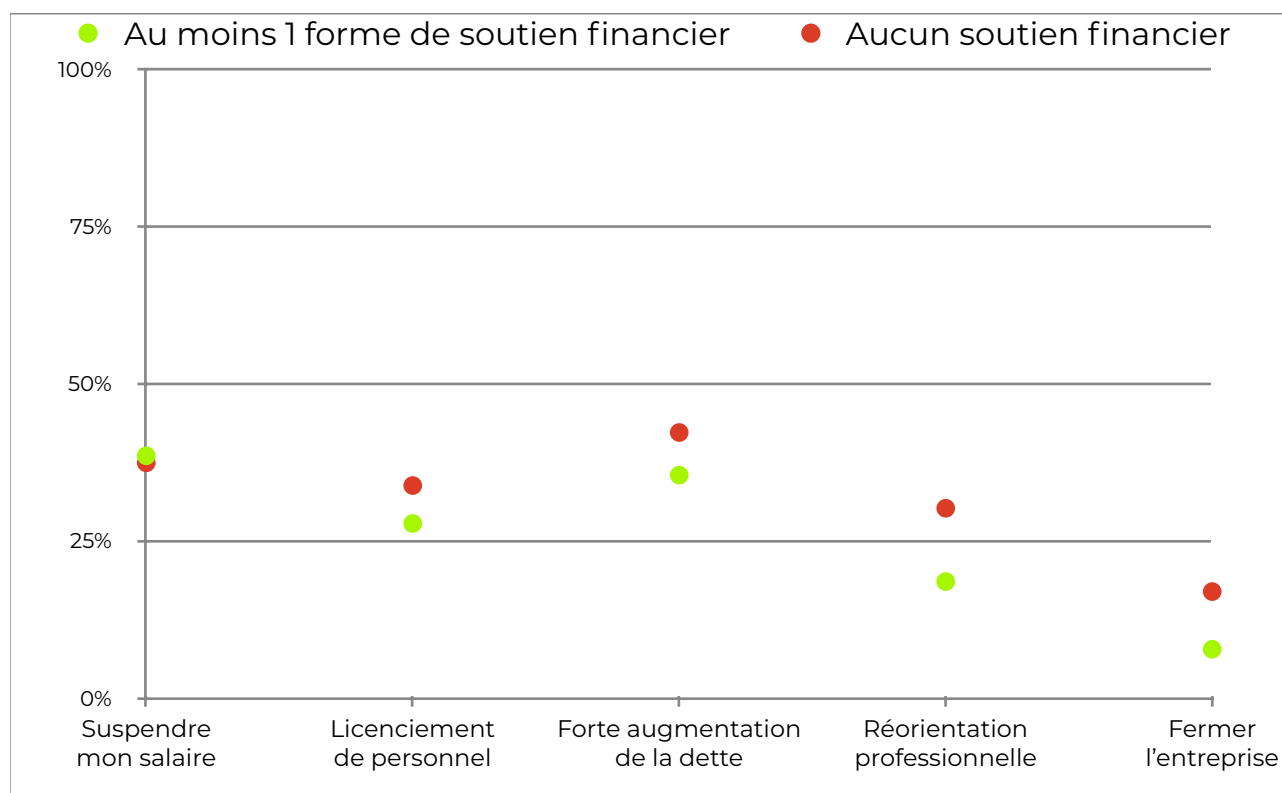 Au moins 1 forme de soutien financier
Aucun soutien financier
100%
75%
50%
25%
0%
Suspendre
mon salaire
Licenciement
de personnel
Forte augmentation
de la dette
Réorientation
professionnelle
Fermer
l’entreprise